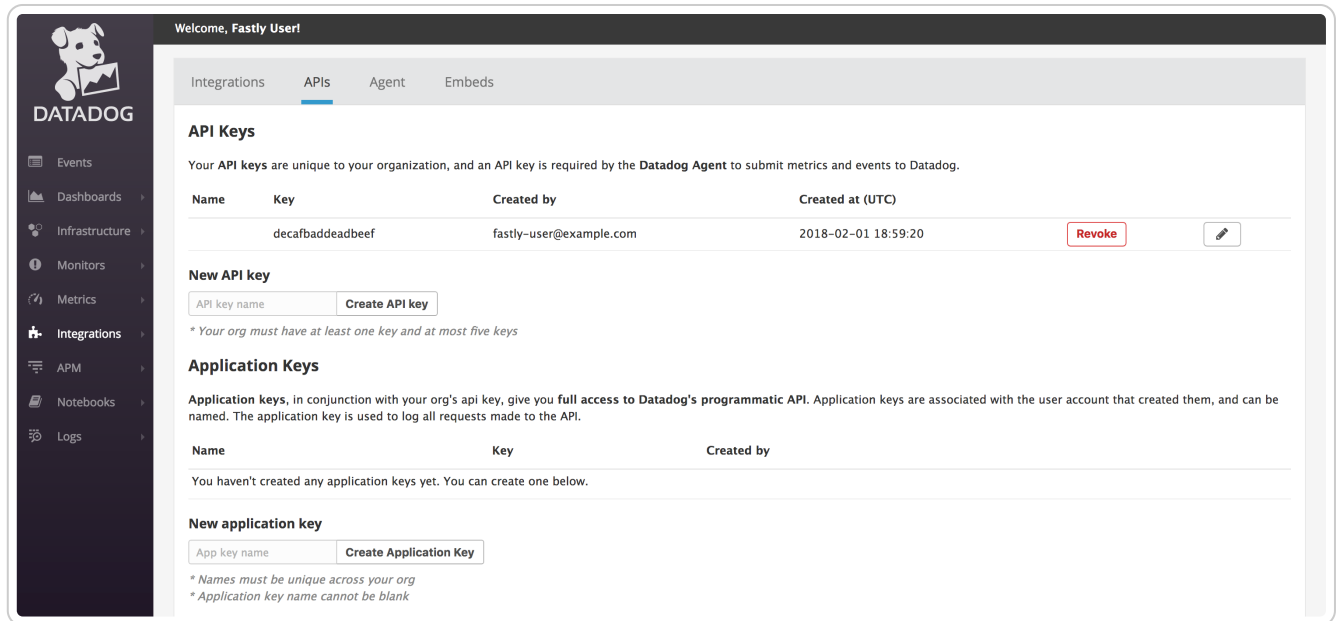 Welcome, Fastly User!
DATADOG
Events
Dashboards
Infrastructure
Monitors
Metrics
Integrations
APM
Notebooks
Logs
Integrations APIs Agent Embeds
API Keys
Your API keys are unique to your organization, and an API key is required by the Datadog Agent to submit metrics and events to Datadog.
Name Key Created by Created at (UTC)
decafbaddeadbeef fastly-user@example.com 2018-02-01 18:59:20 Revoke
New API key
API key name Create API key
* Your org must have at least one key and at most five keys
Application Keys
Application keys, in conjunction with your org's api key, give you full access to Datadog's programmatic API. Application keys are associated with the user account that created them, and can be
named. The application key is used to log all requests made to the API.
Name Key Created by
You haven't created any application keys yet. You can create one below.
New application key
App key name Create Application Key
* Names must be unique across your org
* Application key name cannot be blank